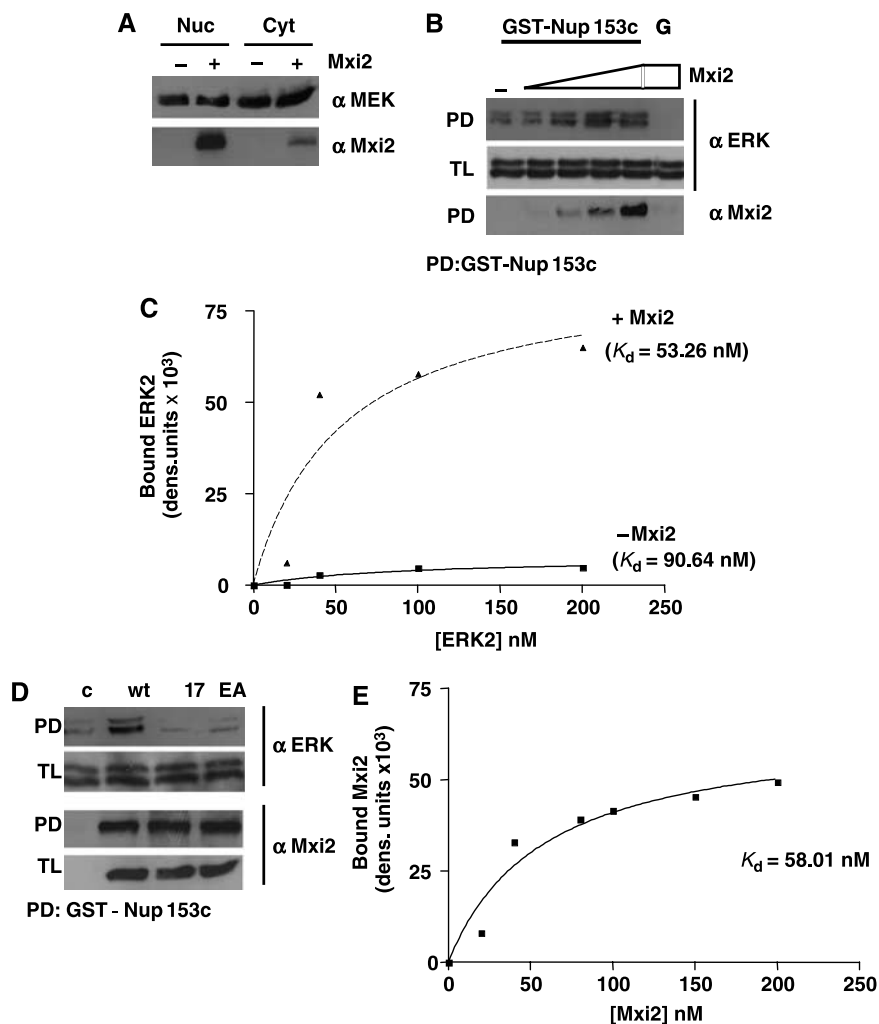 A
Nuc Cyt
– + – + Mxi2
α MEK
α Mxi2
B
GST-Nup 153c G
– Mxi2
PD
α ERK
TL
PD α Mxi2
PD:GST-Nup 153c
C
75
50
25
0
0 50 100 150 200 250
Bound ERK2
(dens.units x 10³)
[ERK2] nM
+ Mxi2
(Kd = 53.26 nM)
–Mxi2
(Kd = 90.64 nM)
D
c wt 17 EA
PD
α ERK
TL
PD
α Mxi2
TL
PD: GST - Nup 153c
E
75
50
25
0
0 50 100 150 200 250
Bound Mxi2
(dens. units x10³)
[Mxi2] nM
Kd = 58.01 nM